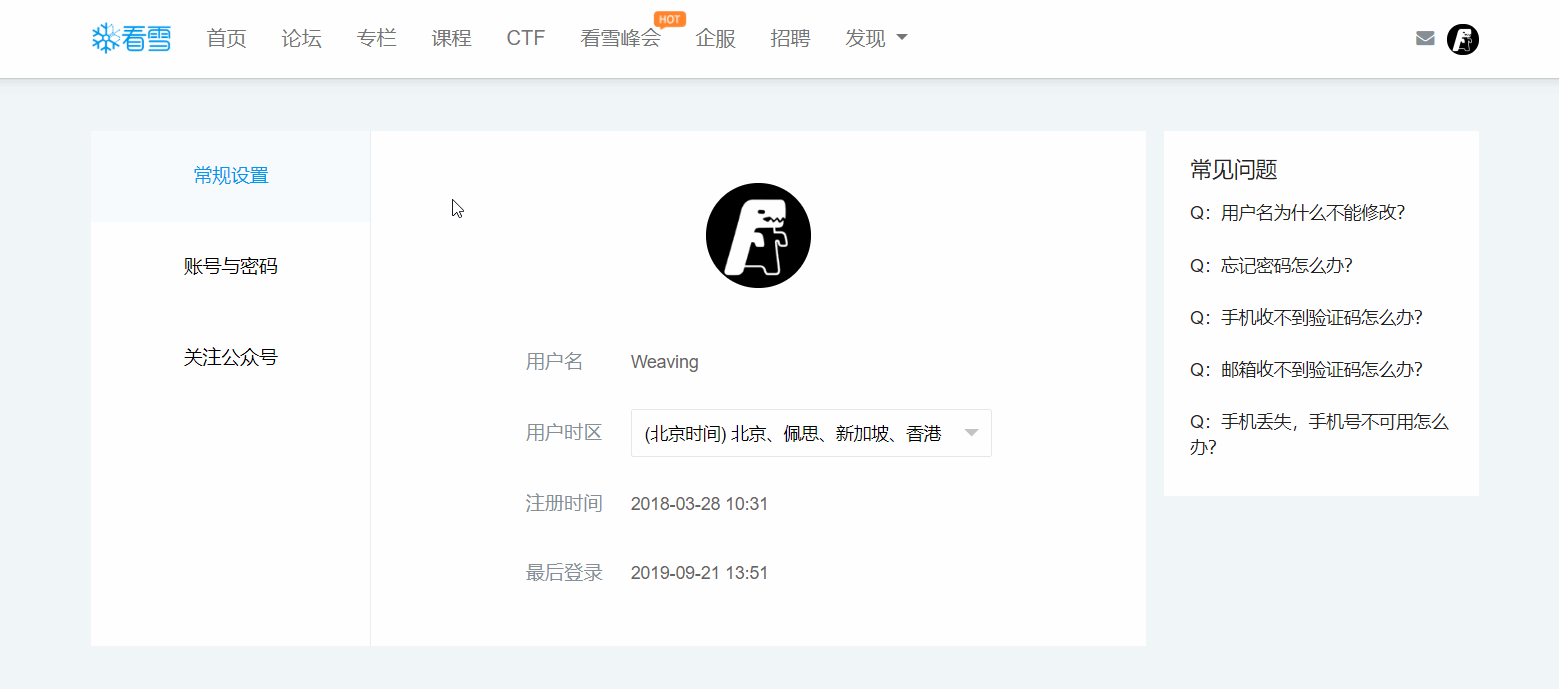 看雪
首页
论坛
专栏
课程
CTF
看雪峰会
HOT
企服
招聘
发现
常规设置
账号与密码
关注公众号
用户名 Weaving
用户时区 (北京时间) 北京、佩思、新加坡、香港
注册时间 2018-03-28 10:31
最后登录 2019-09-21 13:51
常见问题
Q：用户名为什么不能修改？
Q：忘记密码怎么办？
Q：手机收不到验证码怎么办？
Q：邮箱收不到验证码怎么办？
Q：手机丢失，手机号不可用怎么
办？